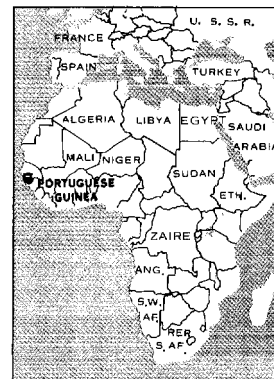 U. S. S. R.
FRANCE
SPAIN
TURKEY
ALGERIA
LIBYA
EGYPT
SAUDI
ARABIA
MALI
NIGER
SUDAN
PORTUGUESE
GUINEA
ETH.
ZAIRE
ANG.
S.W.
AF.
REP.
S. AF.